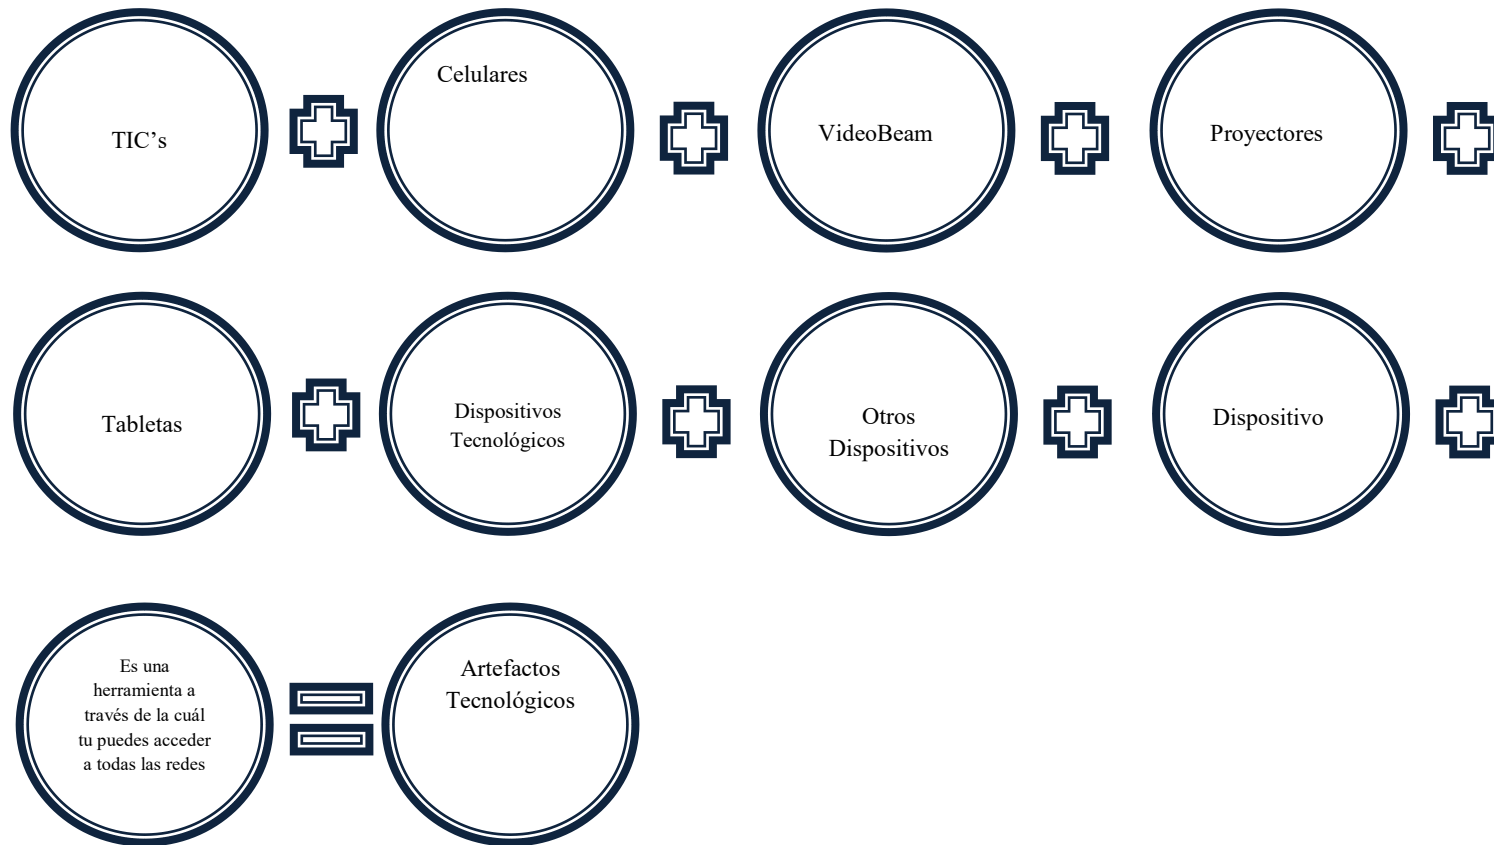 TIC’s
Celulares
VideoBeam
Proyectores
Tabletas
Dispositivos
Tecnológicos
Otros
Dispositivos
Dispositivo
Es una
herramienta a
través de la cuál
tu puedes acceder
a todas las redes
Artefactos
Tecnológicos